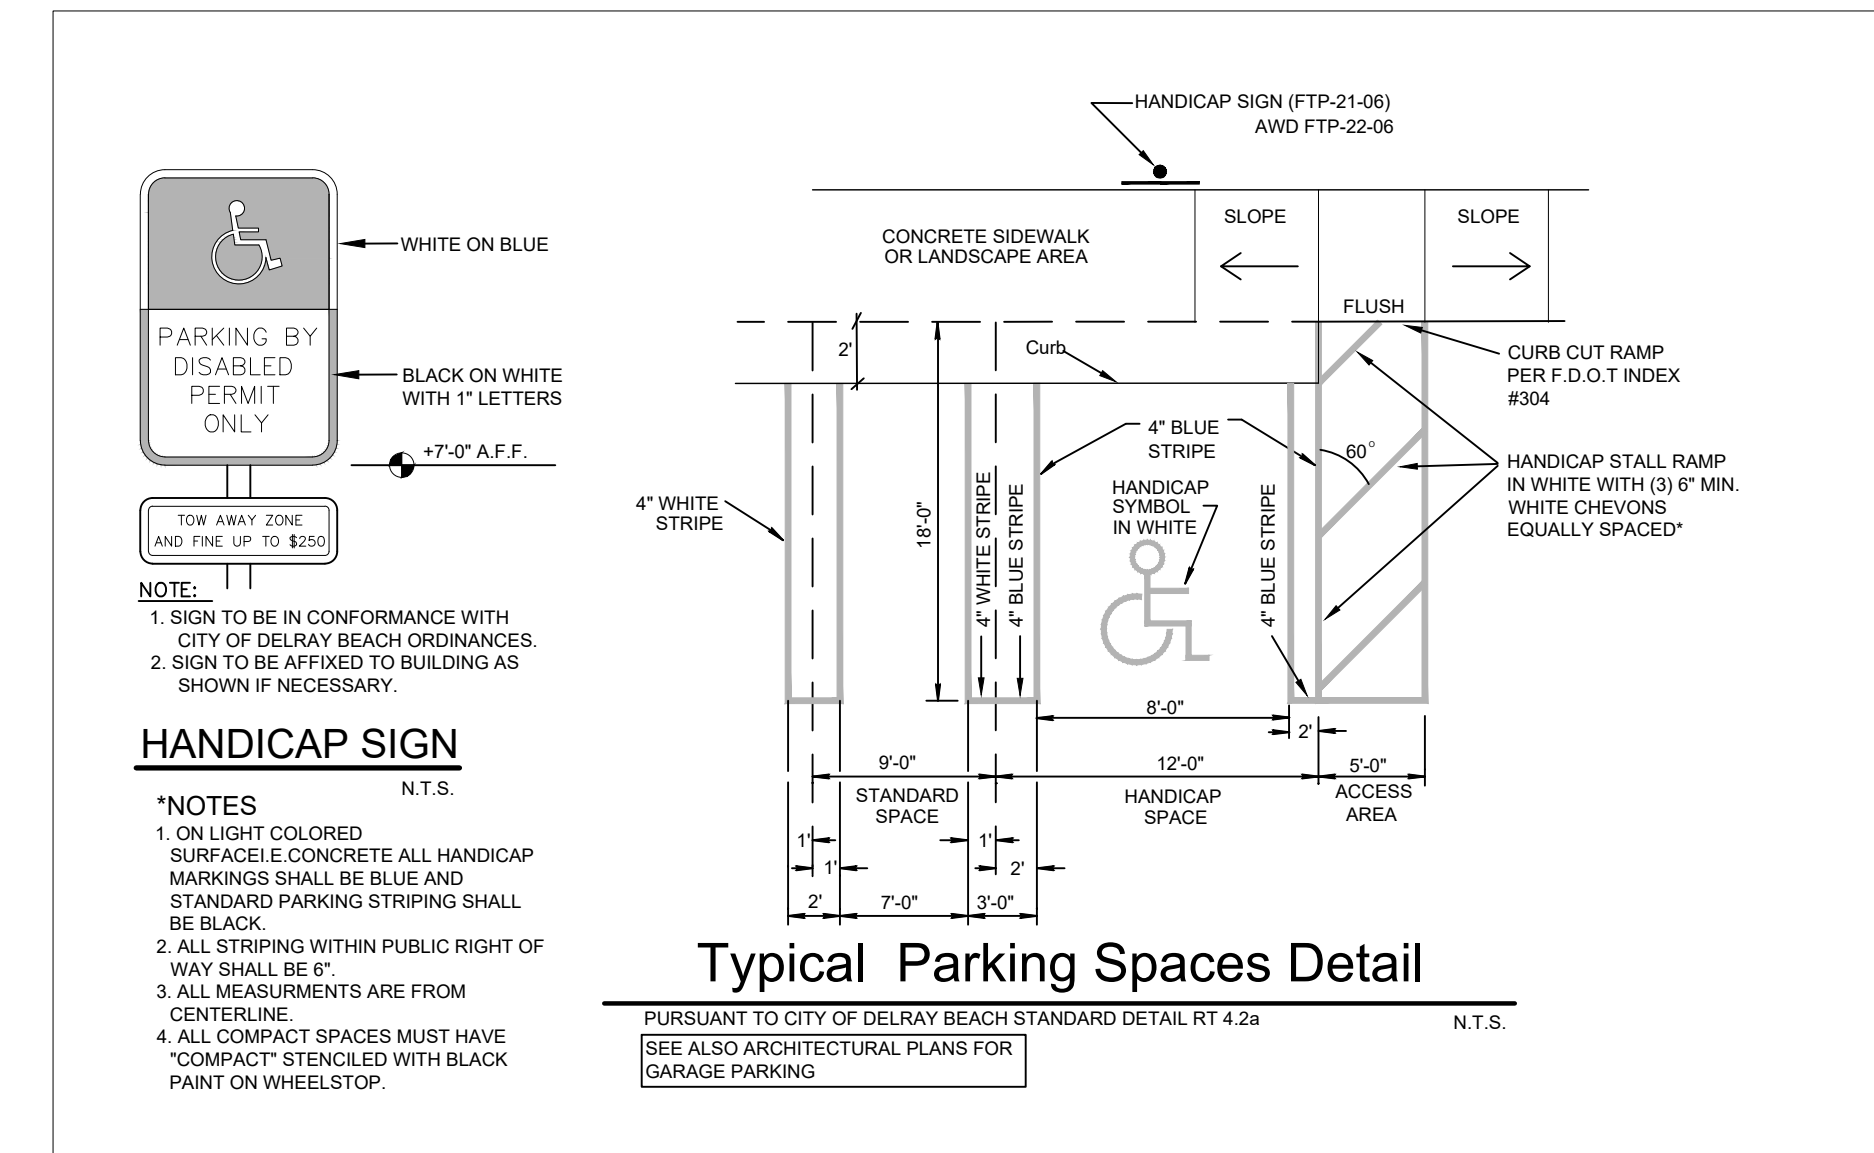 WHITE ON BLUE
PARKING BY
DISABLED
PERMIT
ONLY
BLACK ON WHITE
WITH 1" LETTERS
+7'-0" A.F.F.
TOW AWAY ZONE
AND FINE UP TO $250
NOTE:
1. SIGN TO BE IN CONFORMANCE WITH
CITY OF DELRAY BEACH ORDINANCES.
2. SIGN TO BE AFFIXED TO BUILDING AS
SHOWN IF NECESSARY.
HANDICAP SIGN
N.T.S.
*NOTES
1. ON LIGHT COLORED
SURFACEI.E.CONCRETE ALL HANDICAP
MARKINGS SHALL BE BLUE AND
STANDARD PARKING STRIPING SHALL
BE BLACK.
2. ALL STRIPING WITHIN PUBLIC RIGHT OF
WAY SHALL BE 6".
3. ALL MEASURMENTS ARE FROM
CENTERLINE.
4. ALL COMPACT SPACES MUST HAVE
"COMPACT" STENCILED WITH BLACK
PAINT ON WHEELSTOP.
HANDICAP SIGN (FTP-21-06)
AWD FTP-22-06
CONCRETE SIDEWALK
OR LANDSCAPE AREA
SLOPE
SLOPE
FLUSH
2'
Curb
CURB CUT RAMP
PER F.D.O.T INDEX
#304
4" BLUE
STRIPE
60°
HANDICAP STALL RAMP
IN WHITE WITH (3) 6" MIN.
WHITE CHEVONS
EQUALLY SPACED*
4" WHITE
STRIPE
18'-0"
4" WHITE STRIPE
4" BLUE STRIPE
HANDICAP
SYMBOL
IN WHITE
4" BLUE STRIPE
8'-0"
2'
9'-0"
12'-0"
5'-0"
STANDARD
SPACE
HANDICAP
SPACE
ACCESS
AREA
1'
1'
1'
2'
2'
7'-0"
3'-0"
Typical Parking Spaces Detail
PURSUANT TO CITY OF DELRAY BEACH STANDARD DETAIL RT 4.2a
N.T.S.
SEE ALSO ARCHITECTURAL PLANS FOR
GARAGE PARKING